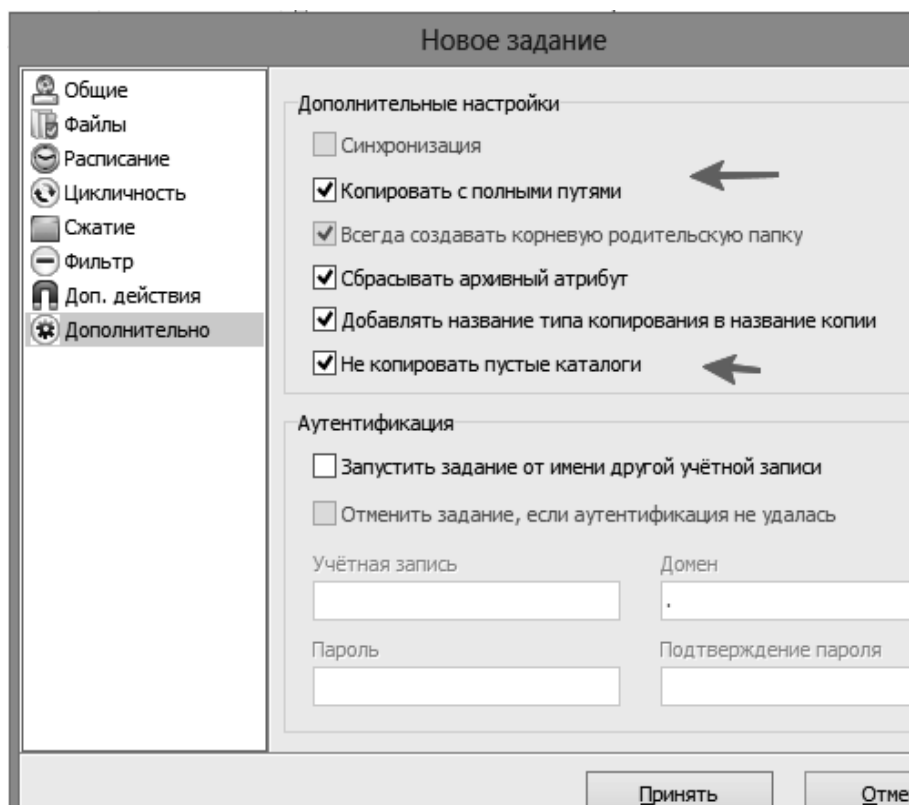 Новое задание
Общие
Файлы
Расписание
Цикличность
Сжатие
Фильтр
Доп. действия
Дополнительно
Дополнительные настройки
Синхронизация
Копировать с полными путями
Всегда создавать корневую родительскую папку
Сбрасывать архивный атрибут
Добавлять название типа копирования в название копии
Не копировать пустые каталоги
Аутентификация
Запустить задание от имени другой учётной записи
Отменить задание, если аутентификация не удалась
Учётная запись Домен
.
Пароль Подтверждение пароля
Принять Отме